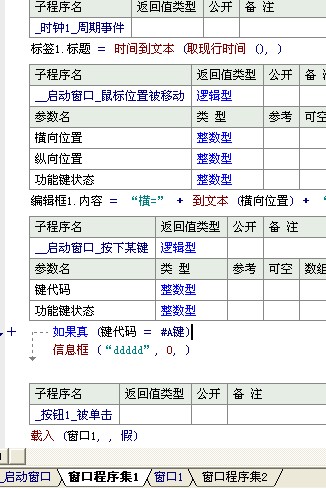 子程序名 返回值类型 公开 备 注
_时钟1_周期事件
标签1.标题 = 时间到文本 (取现行时间 (), )
子程序名 返回值类型 公开 备 注
__启动窗口_鼠标位置被移动 逻辑型
参数名 类 型 参考 可空
横向位置 整数型
纵向位置 整数型
功能键状态 整数型
编辑框1.内容 = “横=” + 到文本 (横向位置) + “
子程序名 返回值类型 公开 备 注
__启动窗口_按下某键 逻辑型
参数名 类 型 参考 可空 数组
键代码 整数型
功能键状态 整数型
+ 如果真 (键代码 = #A键)
信息框 (“ddddd”, 0, )
子程序名 返回值类型 公开 备 注
_按钮1_被单击
载入 (窗口1, , 假)
_启动窗口 窗口程序集1 窗口1 窗口程序集2